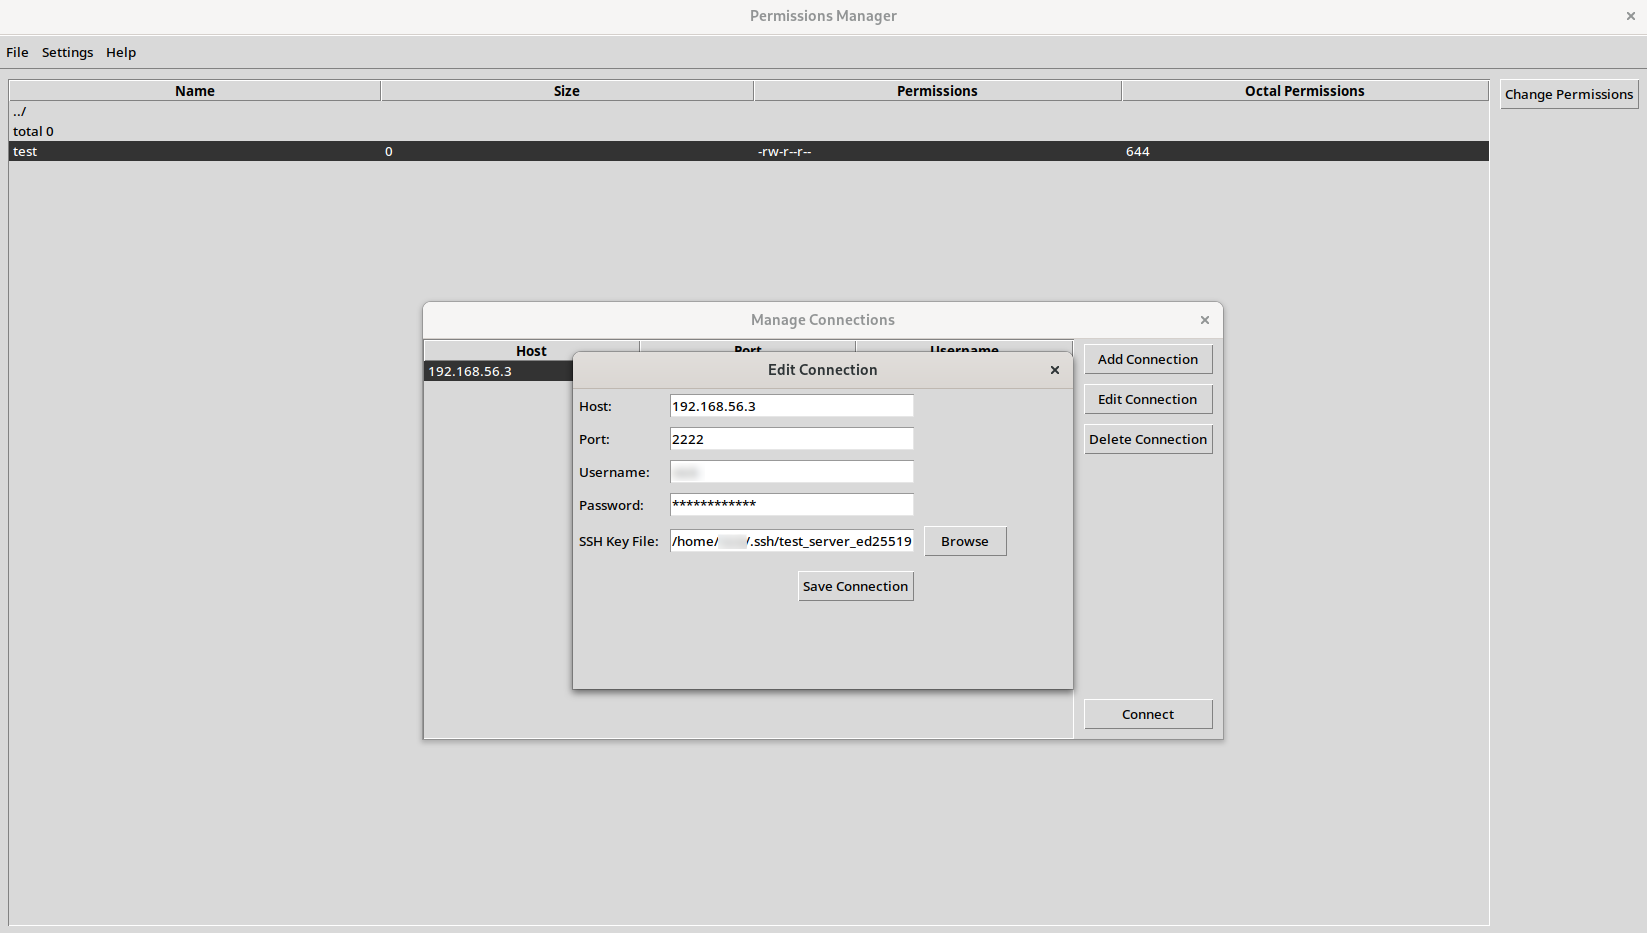 Permissions Manager
File Settings Help
Name Size Permissions Octal Permissions
Change Permissions
../
total 0
test 0 -rw-r--r-- 644
Manage Connections
Host Port Username
192.168.56.3
Add Connection
Edit Connection
Delete Connection
Connect
Edit Connection
Host: 192.168.56.3
Port: 2222
Username:
Password: ************
SSH Key File: /home/ /.ssh/test_server_ed25519 Browse
Save Connection